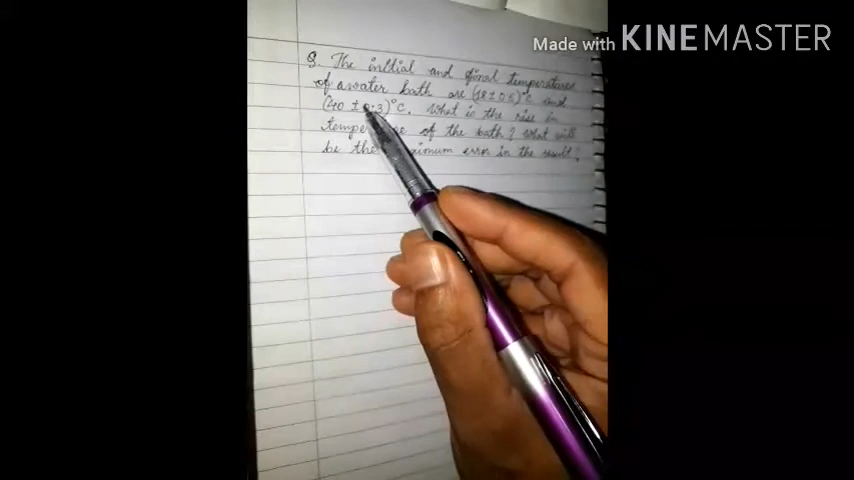 Made with KINEMASTER
Q. The initial and final temperatures
of a water bath are (18 ± 0.5)°C and
(40 ± 0.3)°C. What is the rise in
of the bath? What will
be the error in the result?